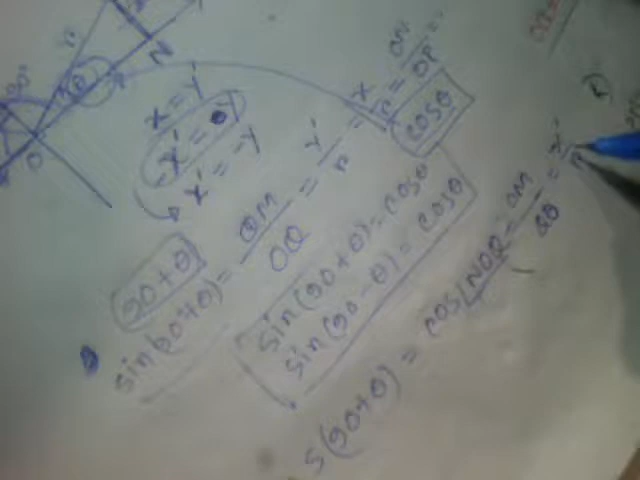 90°
r
θ
N
O
x = y'
-x' = y
x' = -y
90+θ
sin(90+θ) = QM/OQ = y'/r = x/r = ON/OP =
cosθ
sin(90+θ) = cosθ
sin(90-θ) = cosθ
s(90+θ) = cos∠NOQ = OM/OQ = x'/r